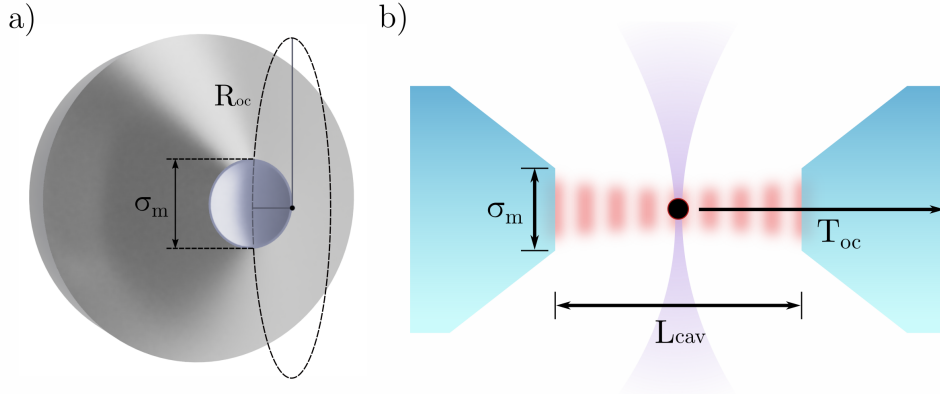 a)
R_oc
σ_m
b)
σ_m
T_oc
L_cav